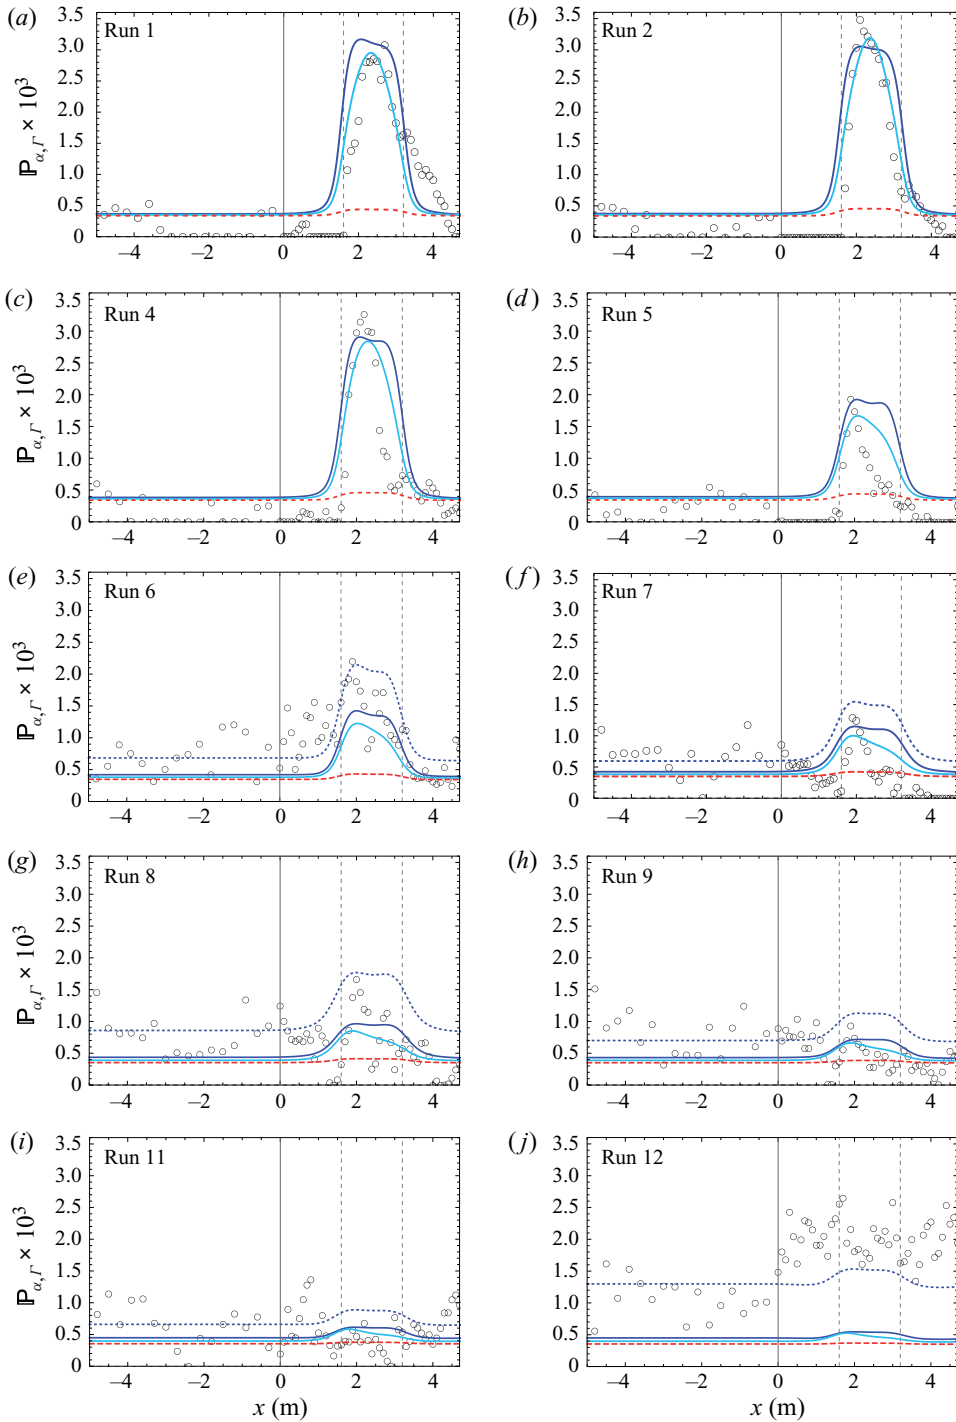 (a) Run 1
3.5
3.0
2.5
2.0
1.5
1.0
0.5
0
ℙα,Γ × 10³
−4 −2 0 2 4
(b) Run 2
3.5
3.0
2.5
2.0
1.5
1.0
0.5
0
−4 −2 0 2 4
(c) Run 4
3.5
3.0
2.5
2.0
1.5
1.0
0.5
0
ℙα,Γ × 10³
−4 −2 0 2 4
(d) Run 5
3.5
3.0
2.5
2.0
1.5
1.0
0.5
0
−4 −2 0 2 4
(e) Run 6
3.5
3.0
2.5
2.0
1.5
1.0
0.5
0
ℙα,Γ × 10³
−4 −2 0 2 4
(f) Run 7
3.5
3.0
2.5
2.0
1.5
1.0
0.5
0
−4 −2 0 2 4
(g) Run 8
3.5
3.0
2.5
2.0
1.5
1.0
0.5
0
ℙα,Γ × 10³
−4 −2 0 2 4
(h) Run 9
3.5
3.0
2.5
2.0
1.5
1.0
0.5
0
−4 −2 0 2 4
(i) Run 11
3.5
3.0
2.5
2.0
1.5
1.0
0.5
0
ℙα,Γ × 10³
−4 −2 0 2 4
x (m)
(j) Run 12
3.5
3.0
2.5
2.0
1.5
1.0
0.5
0
−4 −2 0 2 4
x (m)